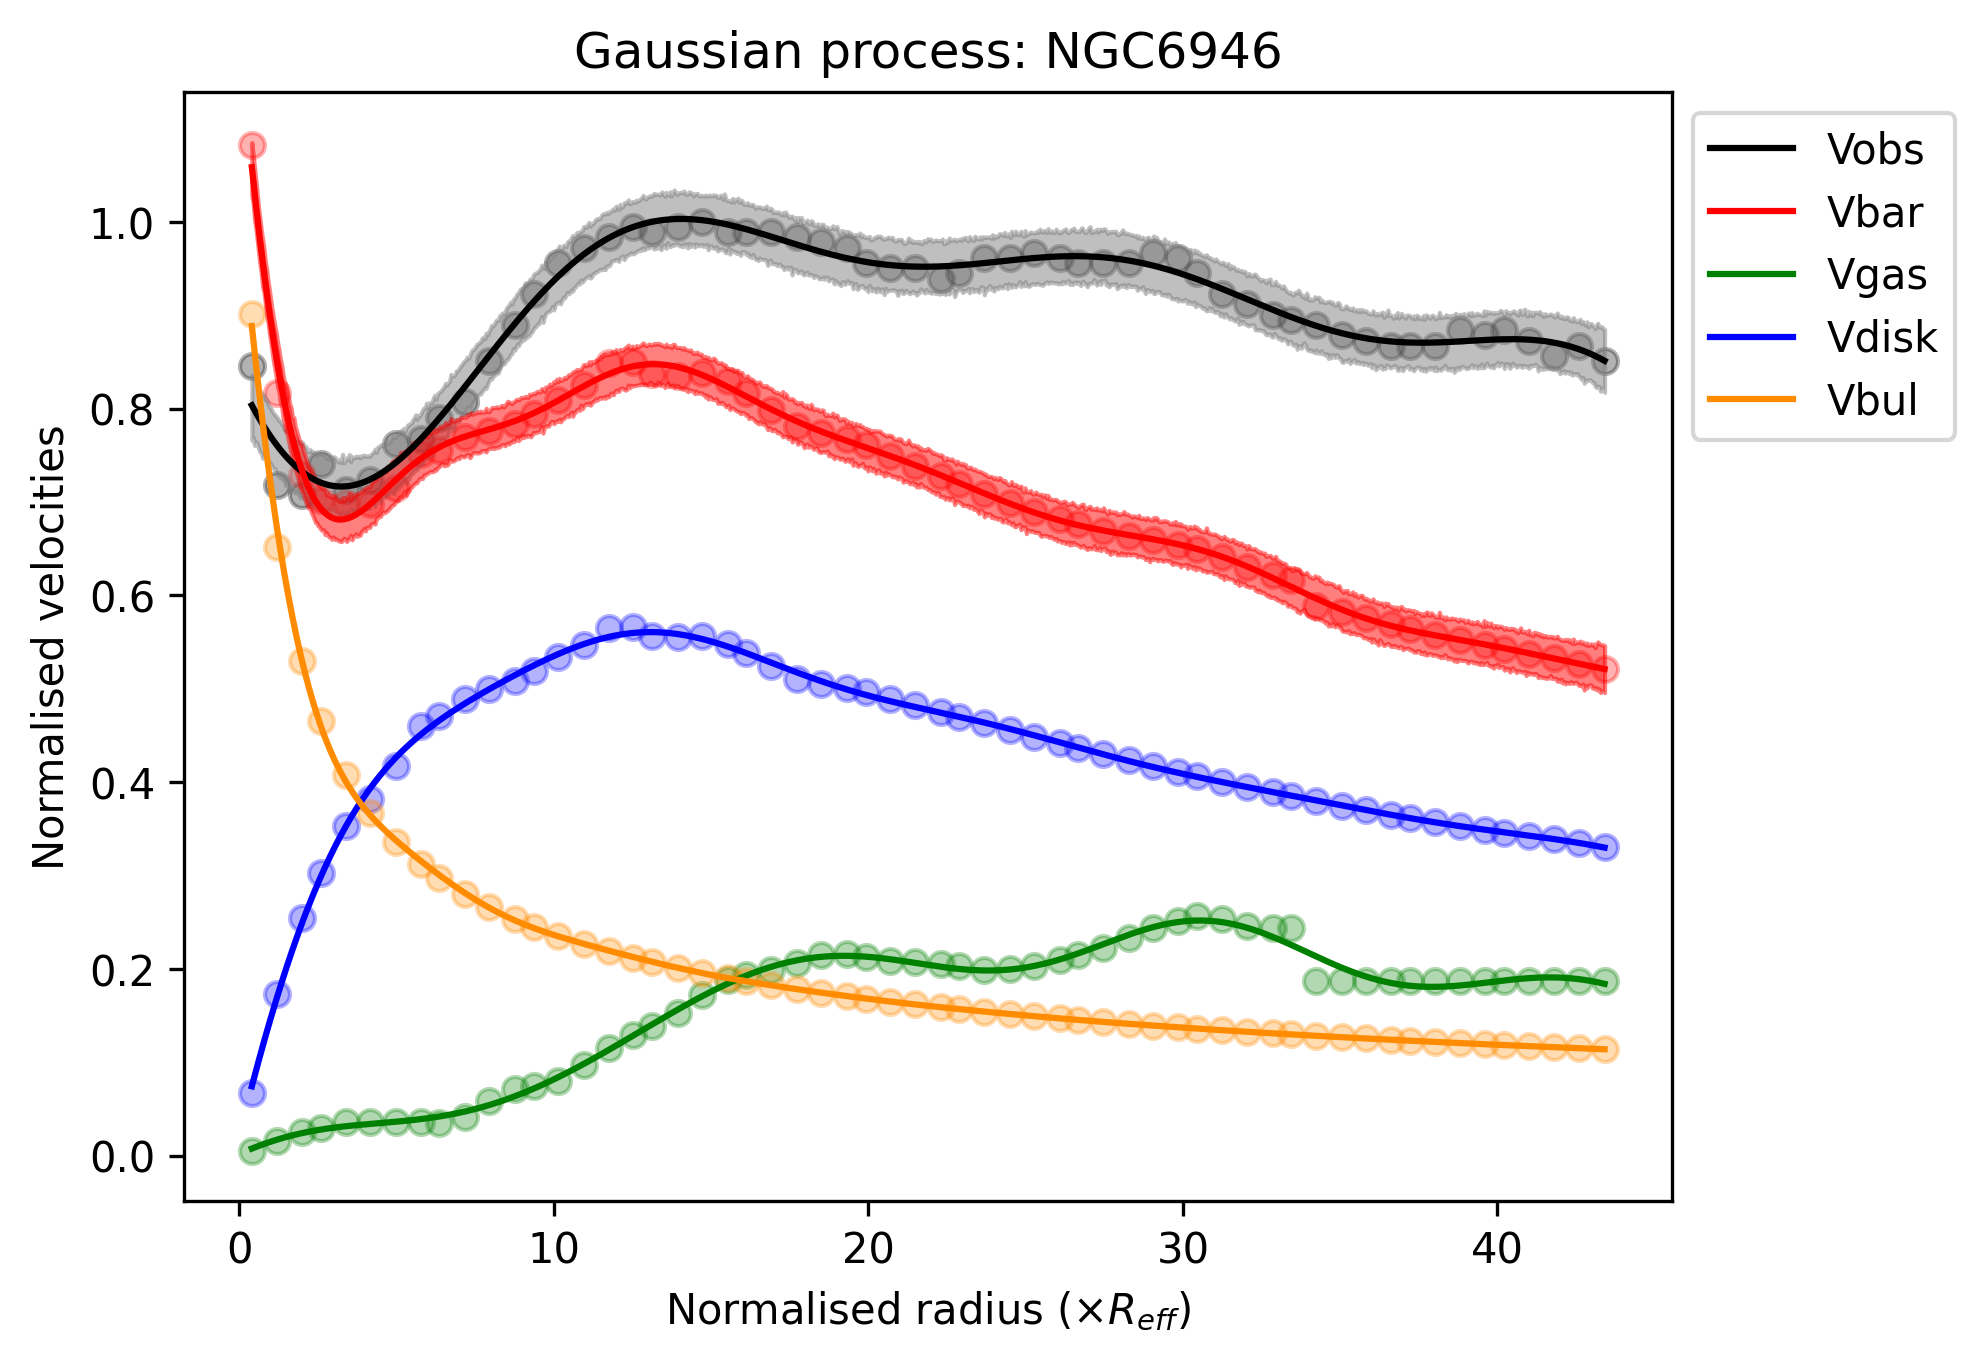 Gaussian process: NGC6946
Vobs
Vbar
Vgas
Vdisk
Vbul
Normalised velocities
1.0
0.8
0.6
0.4
0.2
0.0
0 10 20 30 40
Normalised radius (×R_eff)